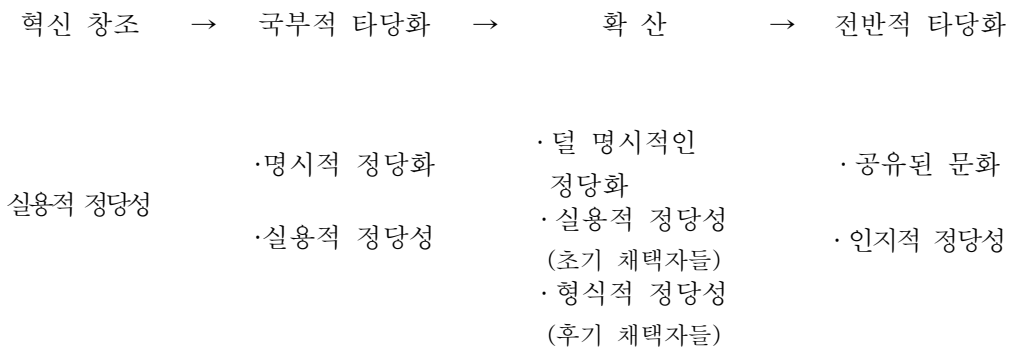 혁신 창조 → 국부적 타당화 → 확 산 → 전반적 타당화
실용적 정당성
·명시적 정당화
·실용적 정당성
· 덜 명시적인
정당화
· 실용적 정당성
(초기 채택자들)
· 형식적 정당성
(후기 채택자들)
· 공유된 문화
· 인지적 정당성